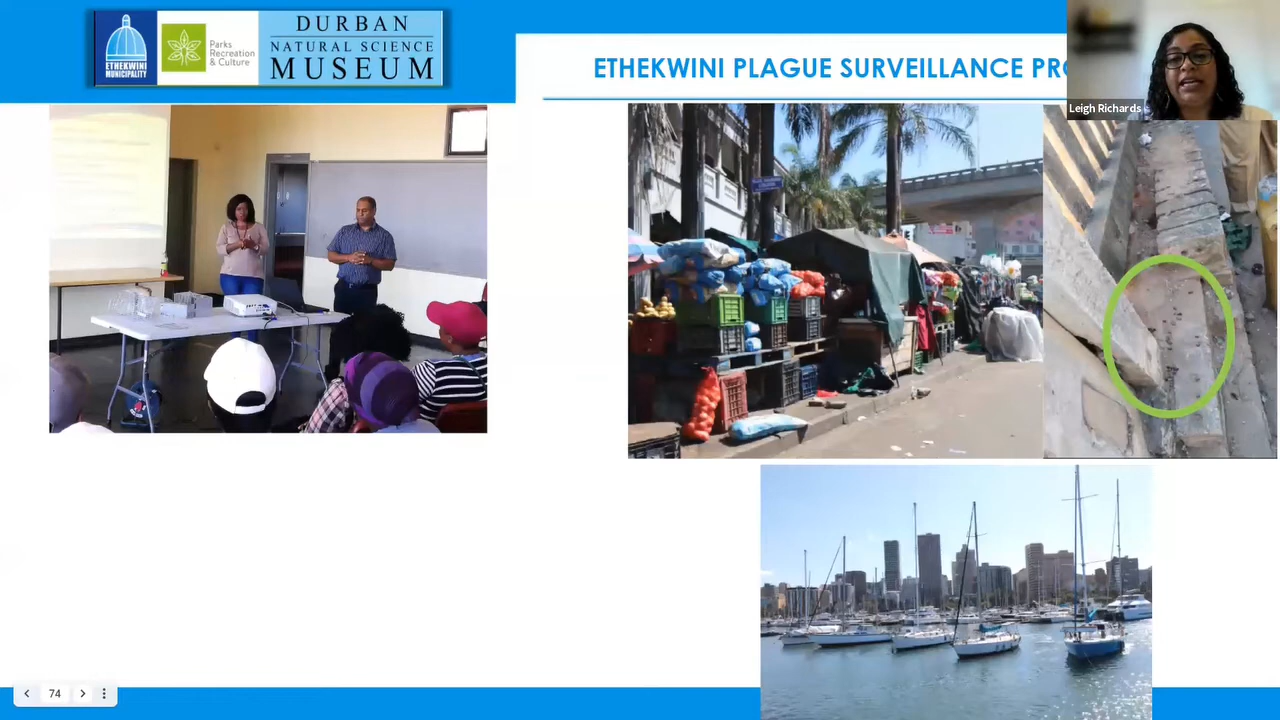 ETHEKWINI
MUNICIPALITY
Parks
Recreation
& Culture
DURBAN
NATURAL SCIENCE
MUSEUM
ETHEKWINI PLAGUE SURVEILLANCE PRO
Leigh Richards
74